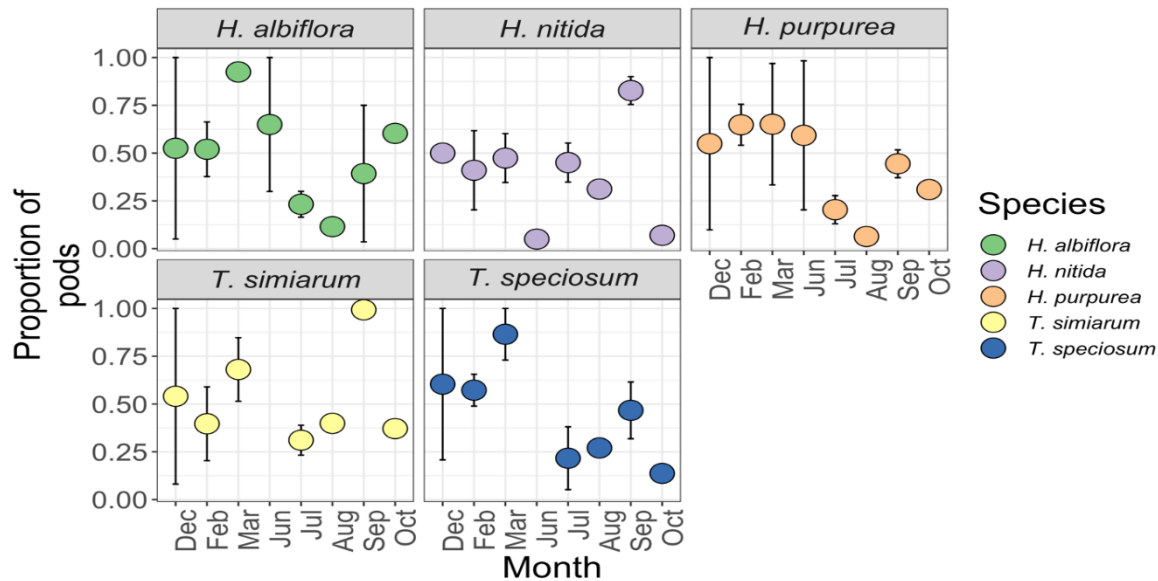 H. albiflora
H. nitida
H. purpurea
1.00
0.75
0.50
0.25
0.00
T. simiarum
T. speciosum
1.00
0.75
0.50
0.25
0.00
Dec
Feb
Mar
Jun
Jul
Aug
Sep
Oct
Dec
Feb
Mar
Jun
Jul
Aug
Sep
Oct
Dec
Feb
Mar
Jun
Jul
Aug
Sep
Oct
Proportion of
pods
Month
Species
H. albiflora
H. nitida
H. purpurea
T. simiarum
T. speciosum